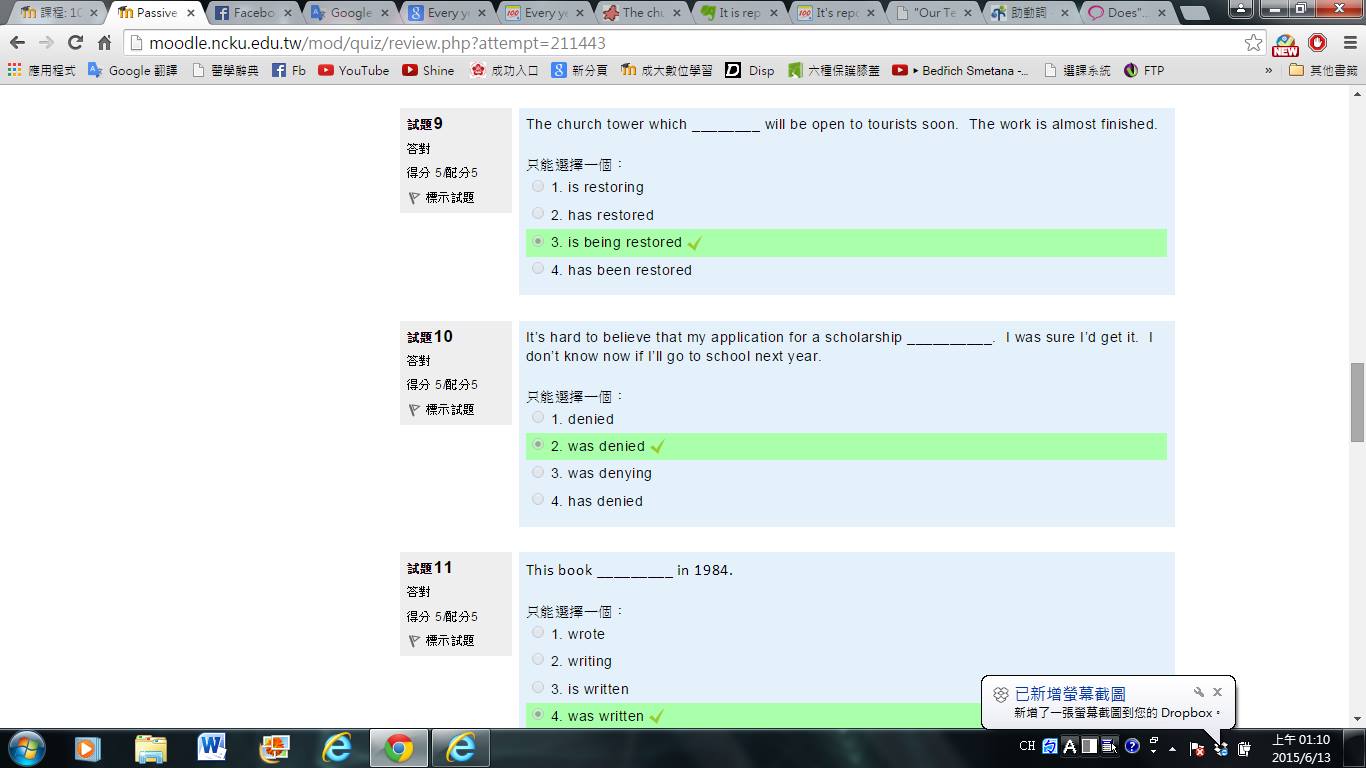 課程: 10
Passive
Facebo
Google
Every y
Every yo
The chu
It is rep
It's repo
"Our Te
助動詞
Does"..
moodle.ncku.edu.tw/mod/quiz/review.php?attempt=211443
NEW
應用程式
Google 翻譯
醫學辭典
Fb
YouTube
Shine
成功入口
新分頁
成大數位學習
Disp
六種保護膝蓋
▶ Bedřich Smetana -...
選課系統
FTP
»
其他書籤
試題9
答對
得分 5/配分5
標示試題
The church tower which ________ will be open to tourists soon. The work is almost finished.
只能選擇一個：
1. is restoring
2. has restored
3. is being restored
4. has been restored
試題10
答對
得分 5/配分5
標示試題
It's hard to believe that my application for a scholarship __________. I was sure I'd get it. I
don't know now if I'll go to school next year.
只能選擇一個：
1. denied
2. was denied
3. was denying
4. has denied
試題11
答對
得分 5/配分5
標示試題
This book _________ in 1984.
只能選擇一個：
1. wrote
2. writing
3. is written
4. was written
已新增螢幕截圖
新增了一張螢幕截圖到您的 Dropbox。
CH
A
上午 01:10
2015/6/13